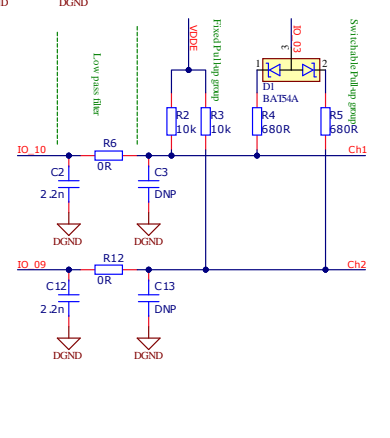 DGND
DGND
VDDE
Fixed Pull-up group
IO_03
Switchable Pull-up group
Low pass filer
3
1
2
D1
BAT54A
R2
10k
R3
10k
R4
680R
R5
680R
IO_10
R6
0R
Ch1
C2
2.2n
C3
DNP
DGND
DGND
IO_09
R12
0R
Ch2
C12
2.2n
C13
DNP
DGND
DGND